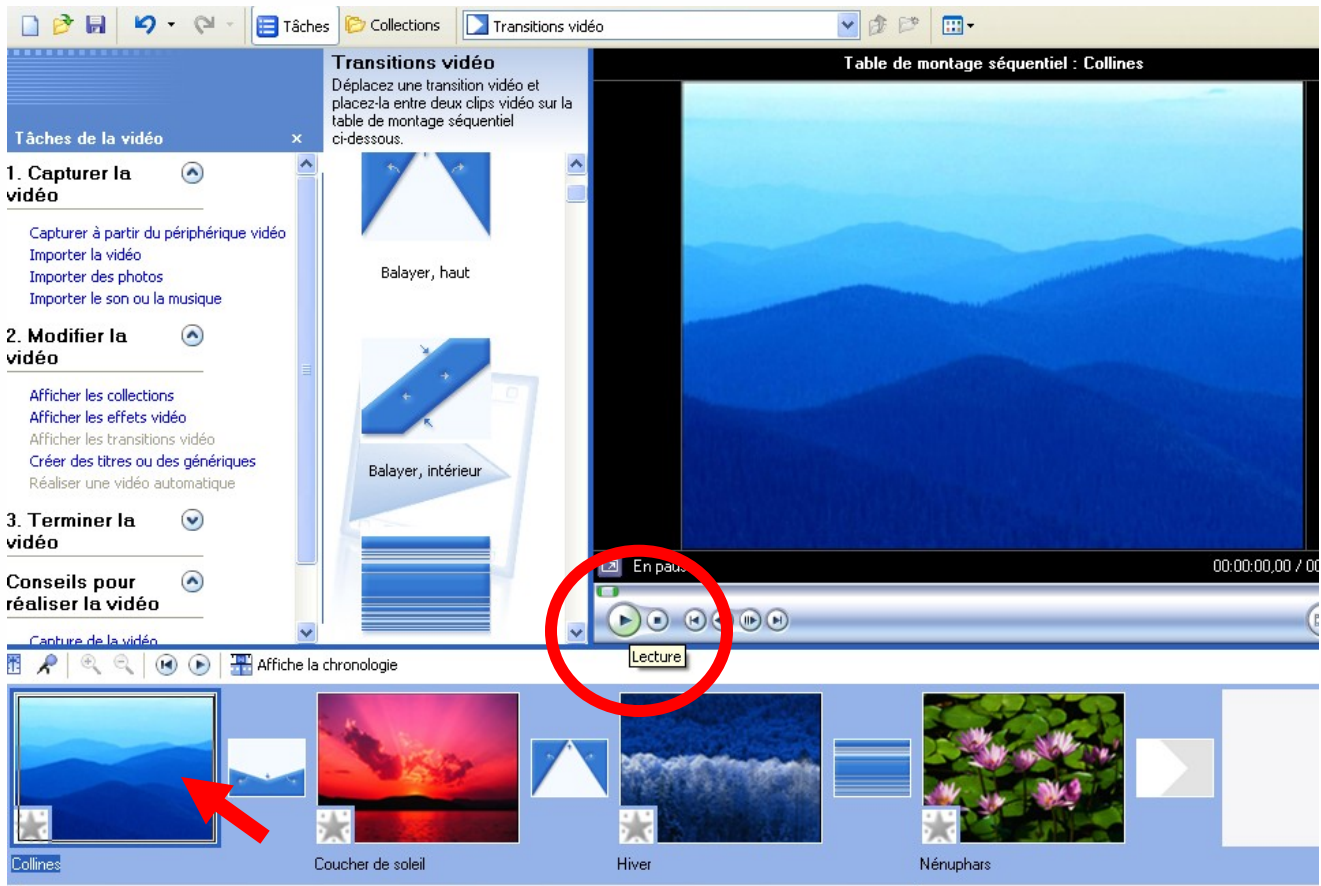 Tâches
Collections
Transitions vidéo
Tâches de la vidéo
1. Capturer la
vidéo
Capturer à partir du périphérique vidéo
Importer la vidéo
Importer des photos
Importer le son ou la musique
2. Modifier la
vidéo
Afficher les collections
Afficher les effets vidéo
Afficher les transitions vidéo
Créer des titres ou des génériques
Réaliser une vidéo automatique
3. Terminer la
vidéo
Conseils pour
réaliser la vidéo
Capture de la vidéo
Transitions vidéo
Déplacez une transition vidéo et
placez-la entre deux clips vidéo sur la
table de montage séquentiel
ci-dessous.
Balayer, haut
Balayer, intérieur
Table de montage séquentiel : Collines
En paus
00:00:00,00 / 00
Lecture
Affiche la chronologie
Collines
Coucher de soleil
Hiver
Nénuphars